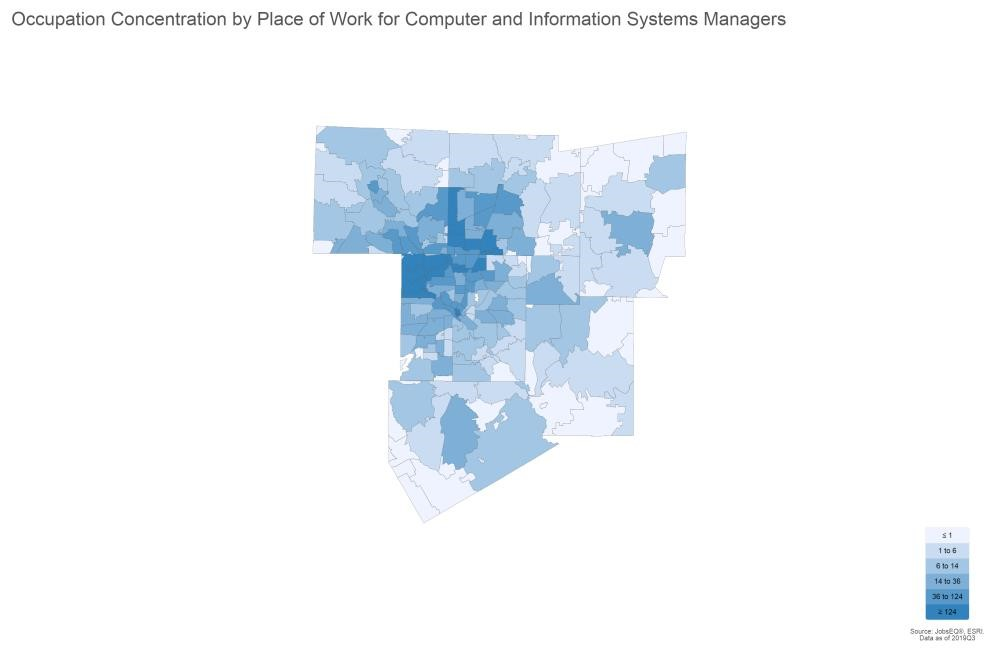 Occupation Concentration by Place of Work for Computer and Information Systems Managers
≤ 1
1 to 6
6 to 14
14 to 36
36 to 124
≥ 124
Source: JobsEQ®, ESRI.
Data as of 2019Q3